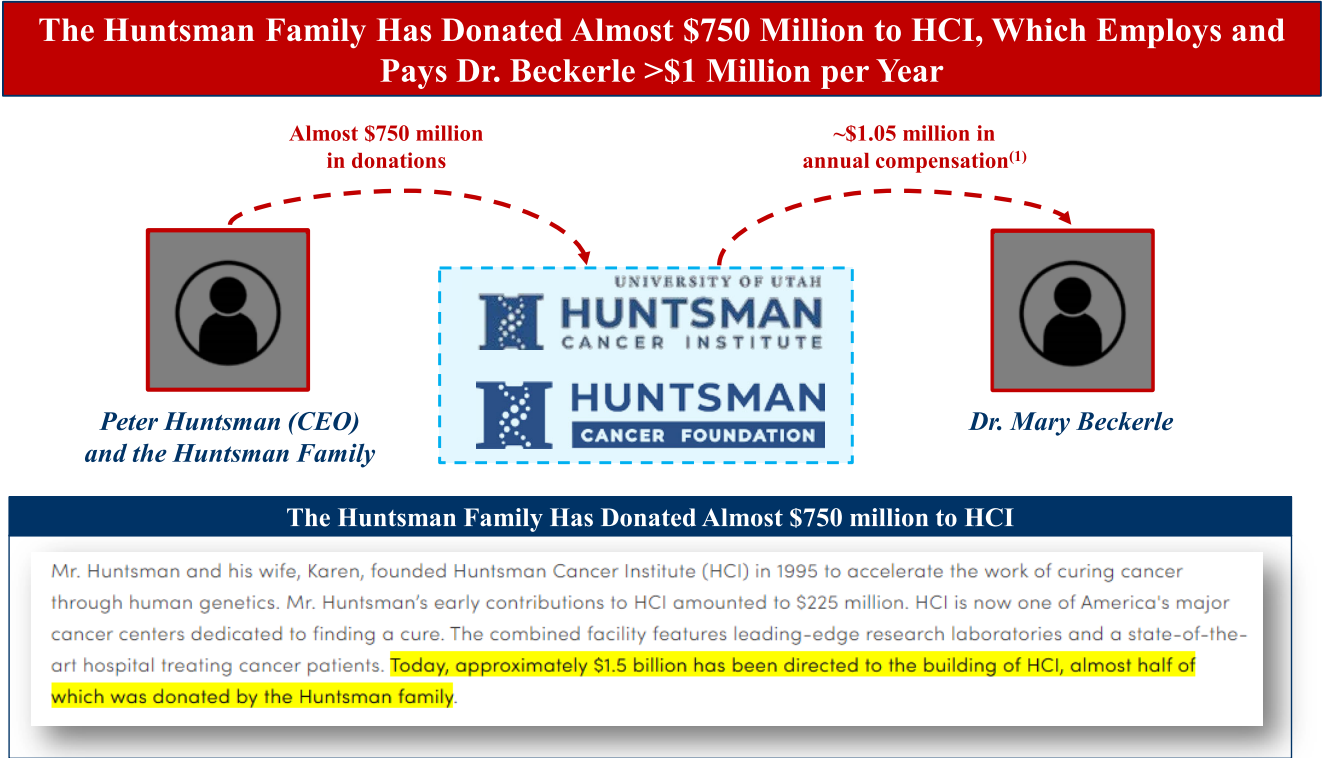 The Huntsman Family Has Donated Almost $750 Million to HCI, Which Employs and
Pays Dr. Beckerle >$1 Million per Year
Almost $750 million
in donations
~$1.05 million in
annual compensation(1)
UNIVERSITY OF UTAH
HUNTSMAN
CANCER INSTITUTE
HUNTSMAN
CANCER FOUNDATION
Peter Huntsman (CEO)
and the Huntsman Family
Dr. Mary Beckerle
The Huntsman Family Has Donated Almost $750 million to HCI
Mr. Huntsman and his wife, Karen, founded Huntsman Cancer Institute (HCI) in 1995 to accelerate the work of curing cancer
through human genetics. Mr. Huntsman's early contributions to HCI amounted to $225 million. HCI is now one of America's major
cancer centers dedicated to finding a cure. The combined facility features leading-edge research laboratories and a state-of-the-
art hospital treating cancer patients. Today, approximately $1.5 billion has been directed to the building of HCI, almost half of
which was donated by the Huntsman family.